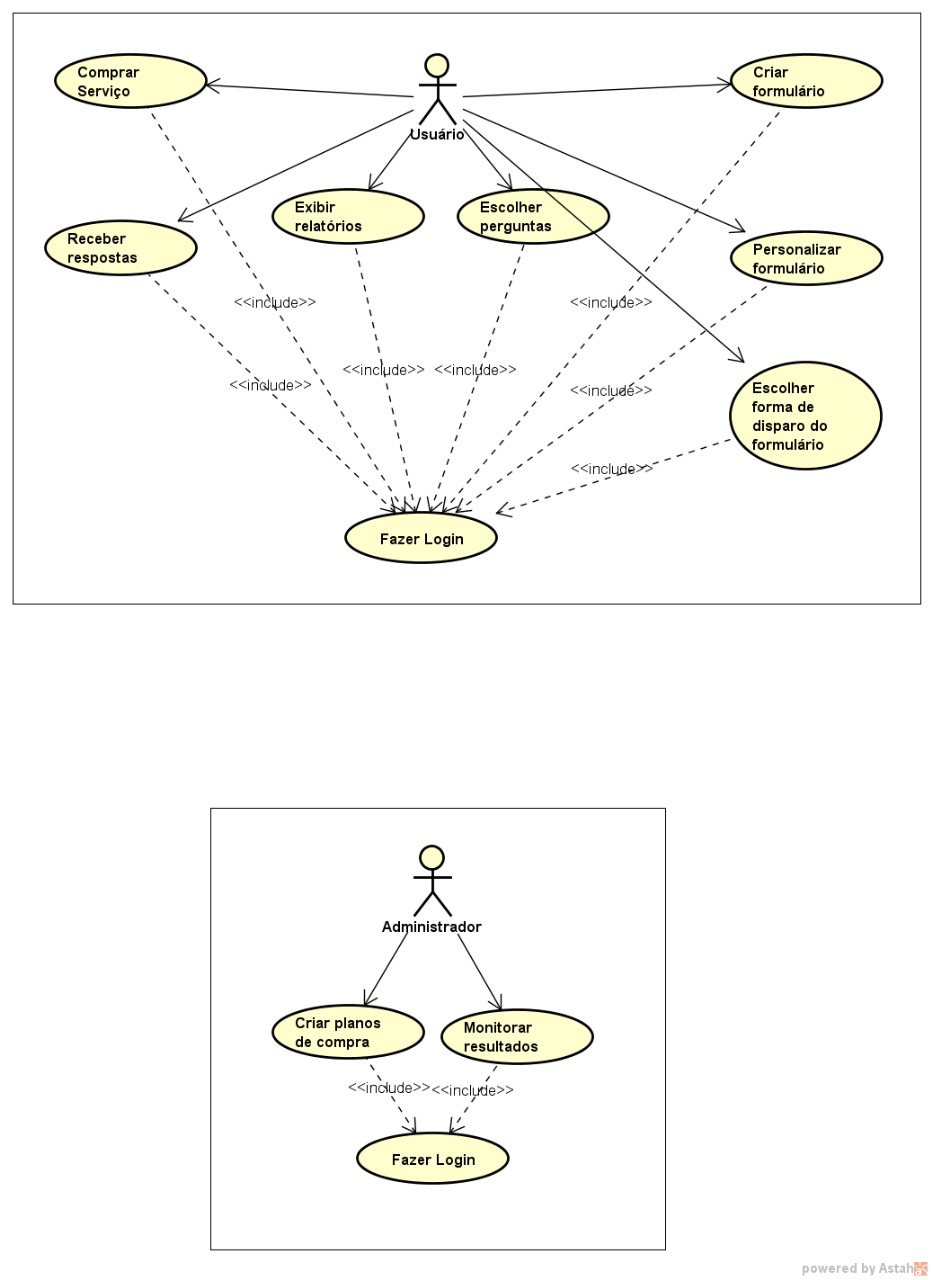 Comprar
Serviço
Usuário
Criar
formulário
Receber
respostas
Exibir
relatórios
Escolher
perguntas
Personalizar
formulário
<<include>>
<<include>>
<<include>>
<<include>>
<<include>>
<<include>>
Escolher
forma de
disparo do
formulário
<<include>>
Fazer Login
Administrador
Criar planos
de compra
Monitorar
resultados
<<include>>
<<include>>
Fazer Login
powered by Astah